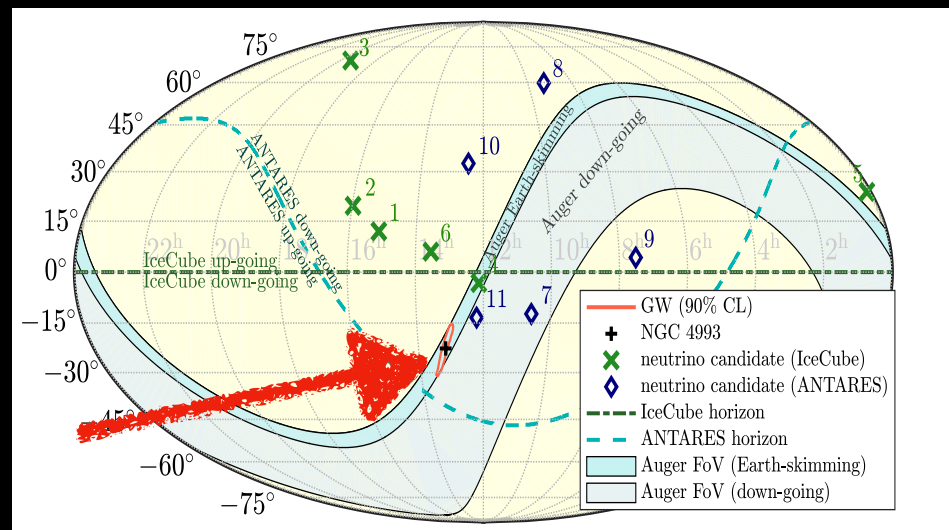 75°
60°
45°
30°
15°
0°
−15°
−30°
−45°
−60°
−75°
22ʰ 20ʰ 16ʰ 14ʰ 12ʰ 10ʰ 8ʰ 6ʰ 4ʰ 2ʰ
3
8
10
2
1
6
5
9
4
11
7
ANTARES down-going
ANTARES up-going
IceCube up-going
IceCube down-going
Auger Earth-skimming
Auger down-going
GW (90% CL)
NGC 4993
neutrino candidate (IceCube)
neutrino candidate (ANTARES)
IceCube horizon
ANTARES horizon
Auger FoV (Earth-skimming)
Auger FoV (down-going)